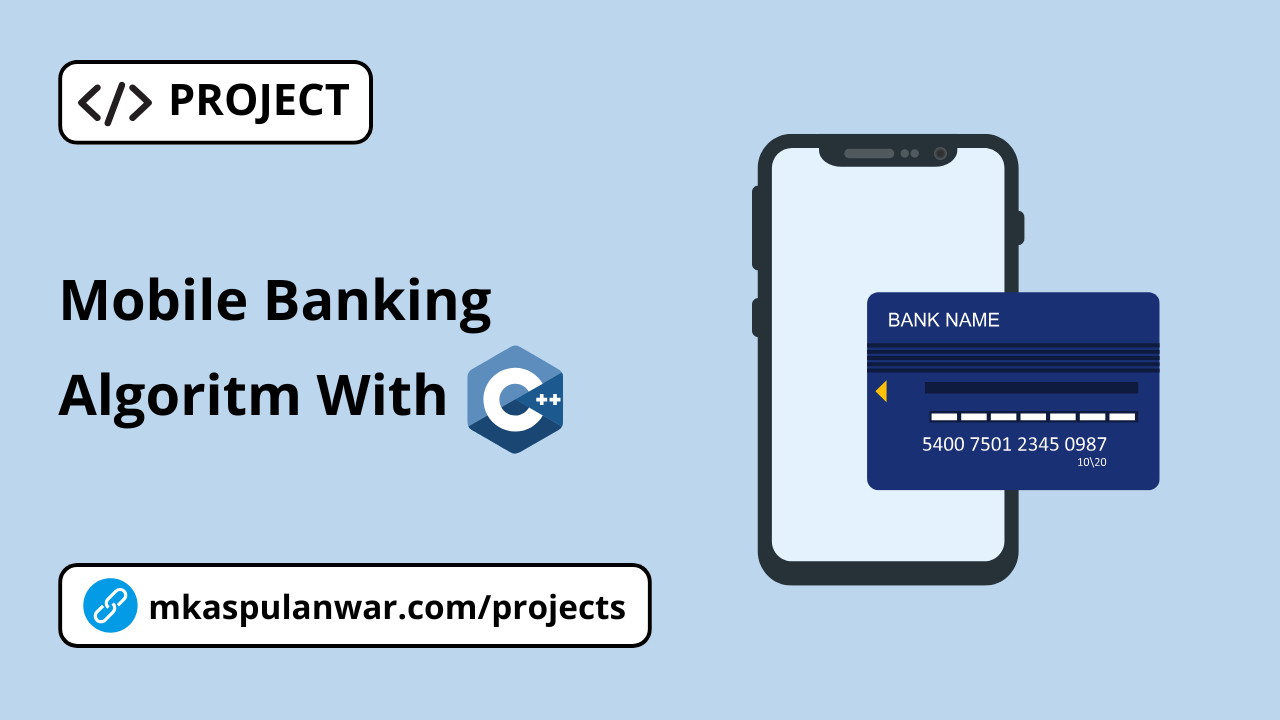 </> PROJECT
Mobile Banking
Algoritm With C++
mkaspulanwar.com/projects
BANK NAME
5400 7501 2345 0987
10\20